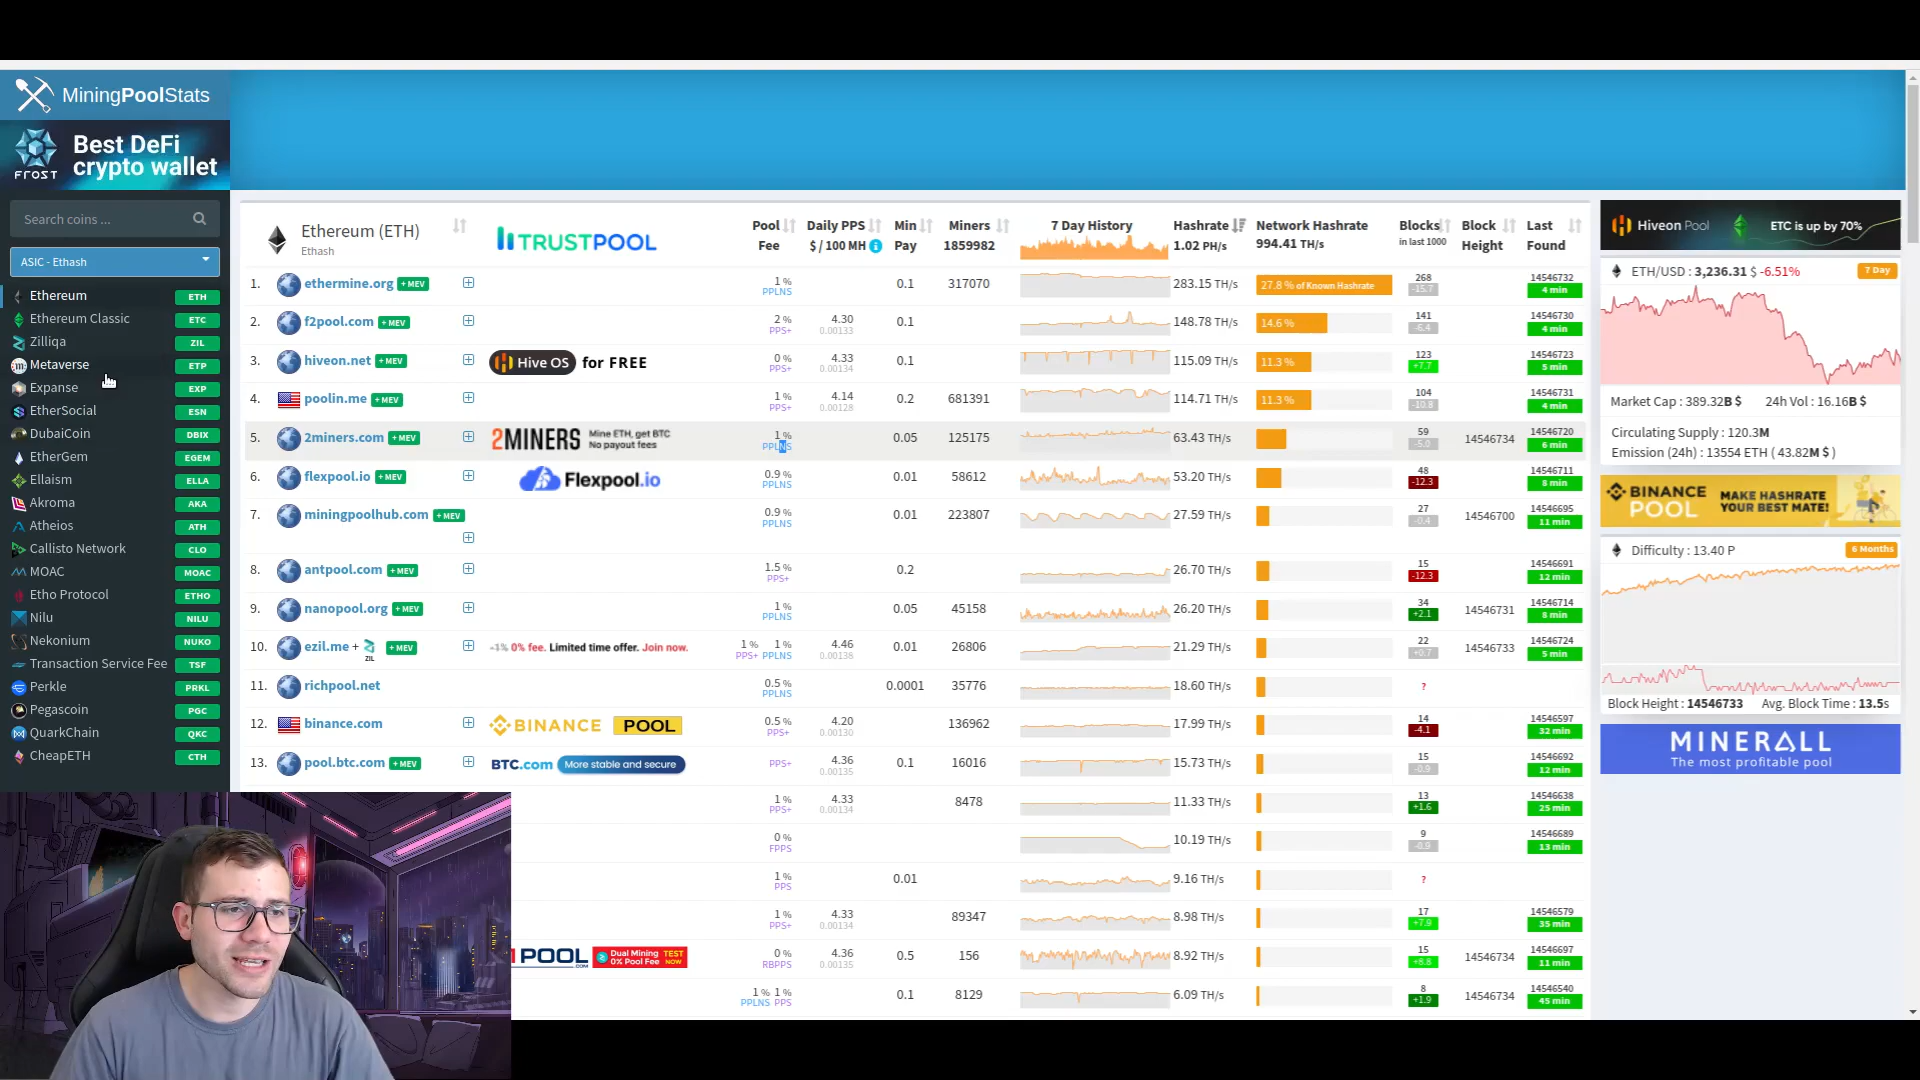 MiningPoolStats
Best DeFi
crypto wallet
FROST
Search coins ...
ASIC - Ethash
Ethereum ETH
Ethereum Classic ETC
Zilliqa ZIL
Metaverse ETP
Expanse EXP
EtherSocial ESN
DubaiCoin DBIX
EtherGem EGEM
Ellaism ELLA
Akroma AKA
Atheios ATH
Callisto Network CLO
MOAC MOAC
Etho Protocol ETHO
Nilu NILU
Nekonium NUKO
Transaction Service Fee TSF
Perkle PRKL
Pegascoin PGC
QuarkChain QKC
CheapETH CTH
Ethereum (ETH)
Ethash
TRUSTPOOL
Pool Fee
Daily PPS $ / 100 MH
Min Pay
Miners 1859982
7 Day History
Hashrate 1.02 PH/s
Network Hashrate 994.41 TH/s
Blocks in last 1000
Block Height
Last Found
1. ethermine.org + MEV 1 % PPLNS 0.1 317070 283.15 TH/s 27.8 % of Known Hashrate 268 -15.7 14546732 4 min
2. f2pool.com + MEV 2 % PPS+ 4.30 0.00133 0.1 148.78 TH/s 14.6 % 141 -6.4 14546730 4 min
3. hiveon.net + MEV Hive OS for FREE 0 % PPS+ 4.33 0.00134 0.1 115.09 TH/s 11.3 % 123 +7.7 14546723 5 min
4. poolin.me + MEV 1 % PPS+ 4.14 0.00128 0.2 681391 114.71 TH/s 11.3 % 104 -10.8 14546731 4 min
5. 2miners.com + MEV 2MINERS Mine ETH, get BTC No payout fees 1 % PPLNS 0.05 125175 63.43 TH/s 59 -5.0 14546734 14546720 6 min
6. flexpool.io + MEV Flexpool.io 0.9 % PPLNS 0.01 58612 53.20 TH/s 48 -12.3 14546711 8 min
7. miningpoolhub.com + MEV 0.9 % PPLNS 0.01 223807 27.59 TH/s 27 -0.4 14546700 14546695 11 min
8. antpool.com + MEV 1.5 % PPS+ 0.2 26.70 TH/s 15 -12.3 14546691 12 min
9. nanopool.org + MEV 1 % PPLNS 0.05 45158 26.20 TH/s 34 +2.1 14546731 14546714 8 min
10. ezil.me + ZIL + MEV -1% 0% fee. Limited time offer. Join now. 1 % PPS+ 1 % PPLNS 4.46 0.00138 0.01 26806 21.29 TH/s 22 +0.7 14546733 14546724 5 min
11. richpool.net 0.5 % PPLNS 0.0001 35776 18.60 TH/s ?
12. binance.com BINANCE POOL 0.5 % PPS+ 4.20 0.00130 136962 17.99 TH/s 14 -4.1 14546597 32 min
13. pool.btc.com + MEV BTC.com More stable and secure PPS+ 4.36 0.00135 0.1 16016 15.73 TH/s 15 -0.9 14546692 12 min
1 % PPS+ 4.33 0.00134 8478 11.33 TH/s 13 +1.6 14546638 25 min
0 % FPPS 10.19 TH/s 9 -0.9 14546689 13 min
1 % PPS 0.01 9.16 TH/s ?
1 % PPS+ 4.33 0.00134 89347 8.98 TH/s 17 +7.9 14546579 35 min
POOL Dual Mining 0% Pool Fee TEST NOW 0 % RBPPS 4.36 0.00135 0.5 156 8.92 TH/s 15 +8.8 14546734 14546697 11 min
1 % PPLNS 1 % PPS 0.1 8129 6.09 TH/s 8 +1.9 14546734 14546540 45 min
Hiveon Pool ETC is up by 70%
ETH/USD : 3,236.31 $ -6.51% 7 Day
Market Cap : 389.32B $ 24h Vol : 16.16B $
Circulating Supply : 120.3M
Emission (24h) : 13554 ETH ( 43.82M $ )
BINANCE POOL MAKE HASHRATE YOUR BEST MATE!
Difficulty : 13.40 P 6 Months
Block Height : 14546733 Avg. Block Time : 13.5s
MINERALL
The most profitable pool